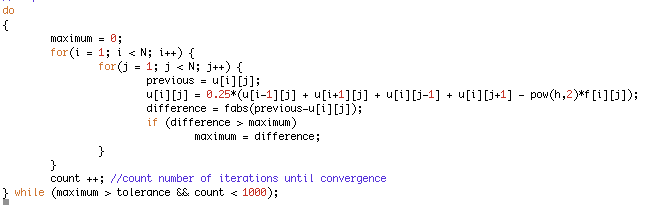 do
{
maximum = 0;
for(i = 1; i < N; i++) {
for(j = 1; j < N; j++) {
previous = u[i][j];
u[i][j] = 0.25*(u[i-1][j] + u[i+1][j] + u[i][j-1] + u[i][j+1] - pow(h,2)*f[i][j]);
difference = fabs(previous-u[i][j]);
if (difference > maximum)
maximum = difference;
}
}
count ++; //count number of iterations until convergence
} while (maximum > tolerance && count < 1000);